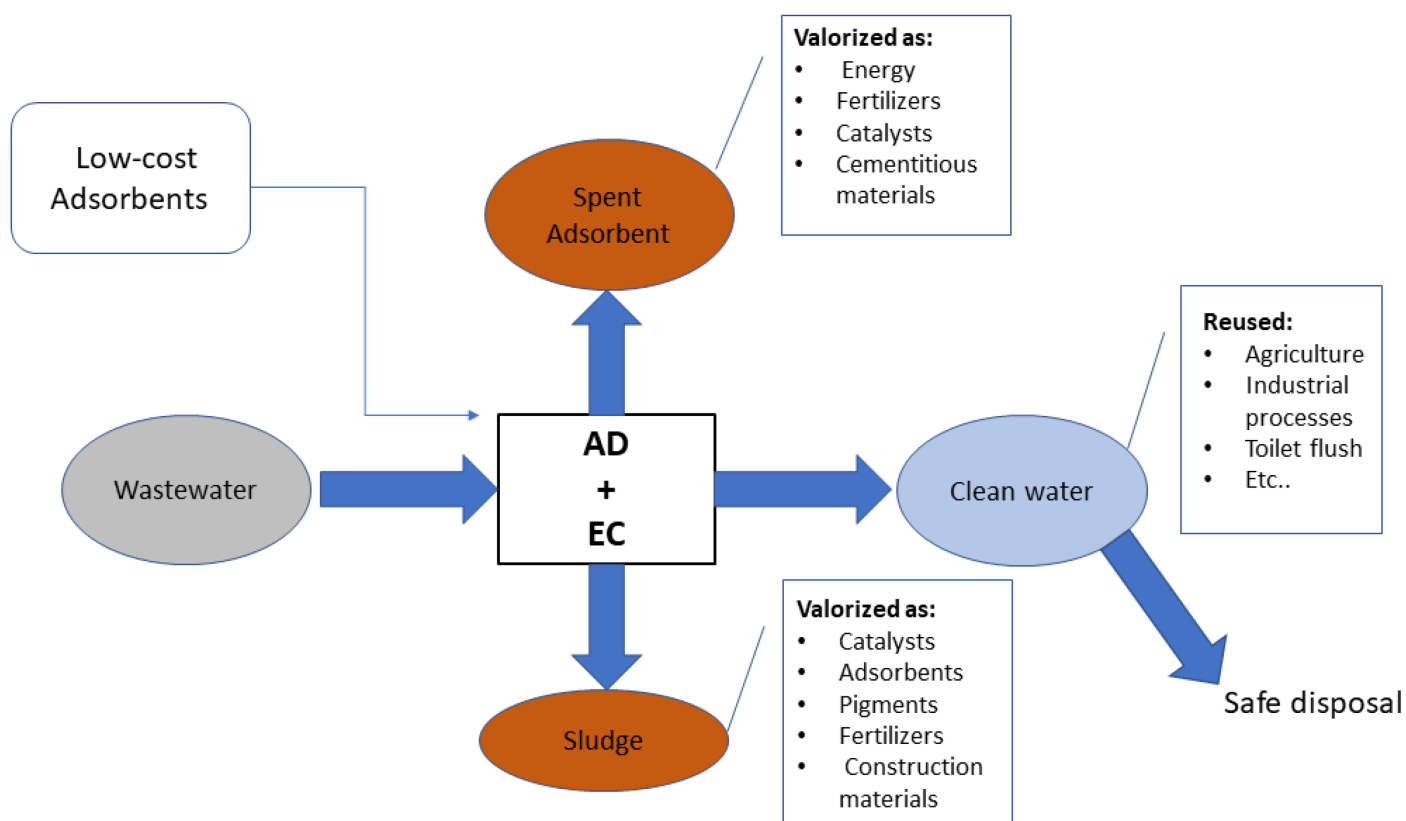 Valorized as:
• Energy
• Fertilizers
• Catalysts
• Cementitious
materials
Low-cost
Adsorbents
Spent
Adsorbent
Reused:
• Agriculture
• Industrial
processes
• Toilet flush
• Etc..
Wastewater
AD
+
EC
Clean water
Valorized as:
• Catalysts
• Adsorbents
• Pigments
• Fertilizers
• Construction
materials
Sludge
Safe disposal